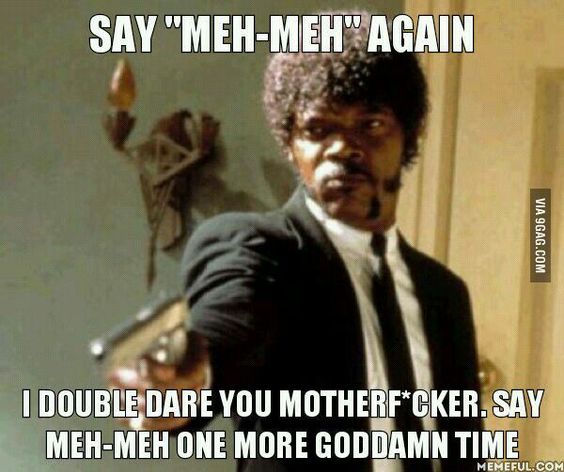 SAY "MEH-MEH" AGAIN
VIA 9GAG.COM
I DOUBLE DARE YOU MOTHERF*CKER. SAY
MEH-MEH ONE MORE GODDAMN TIME
MEMEFUL.COM